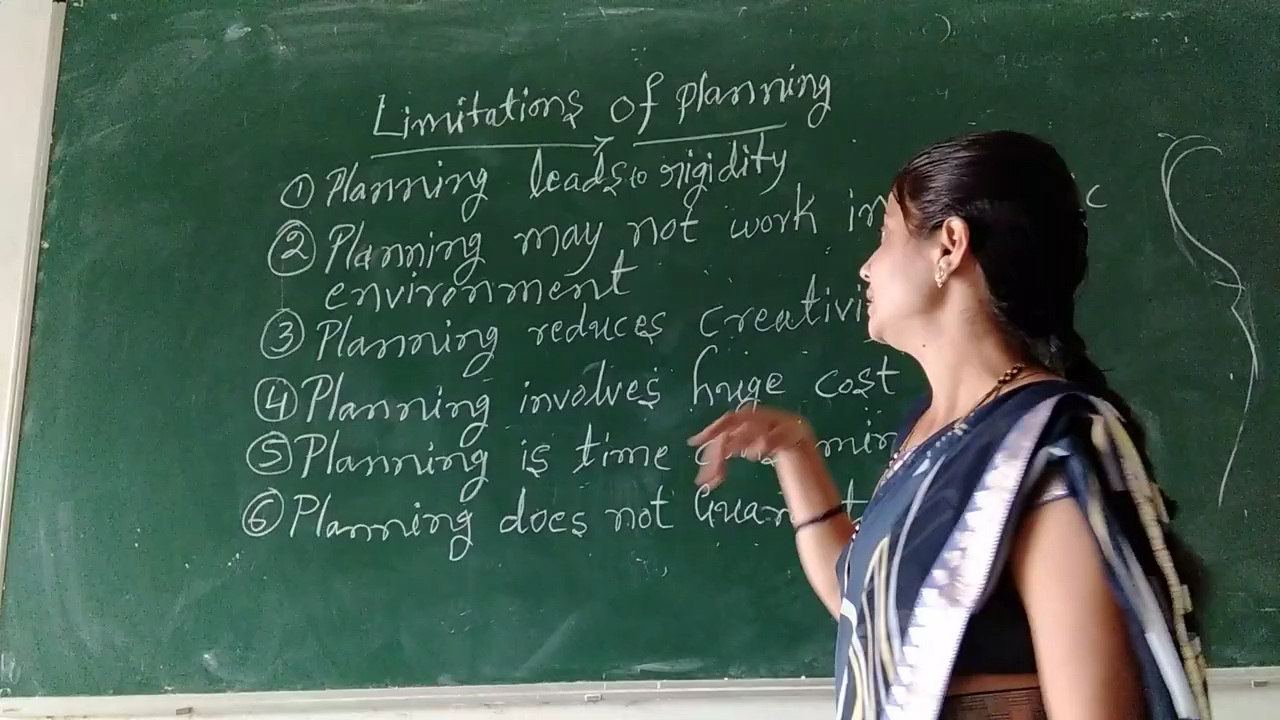 Limitations of planning
① Planning leads to rigidity
② Planning may not work in
environment
③ Planning reduces
④ Planning involves huge cost
⑤ Planning is time
⑥ Planning does not